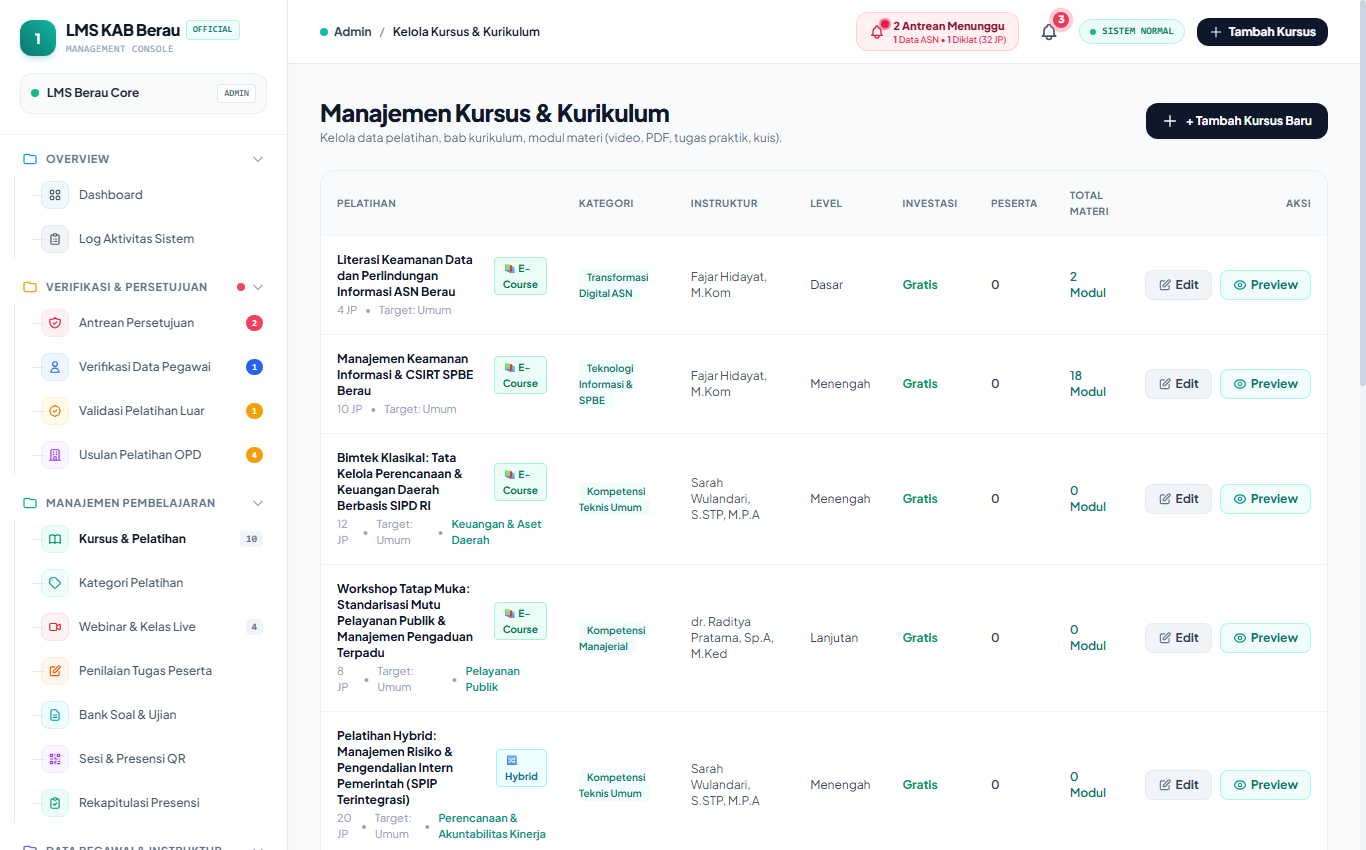 1
LMS KAB Berau
OFFICIAL
MANAGEMENT CONSOLE
LMS Berau Core
ADMIN
OVERVIEW
Dashboard
Log Aktivitas Sistem
VERIFIKASI & PERSETUJUAN
Antrean Persetujuan
2
Verifikasi Data Pegawai
1
Validasi Pelatihan Luar
1
Usulan Pelatihan OPD
4
MANAJEMEN PEMBELAJARAN
Kursus & Pelatihan
10
Kategori Pelatihan
Webinar & Kelas Live
4
Penilaian Tugas Peserta
Bank Soal & Ujian
Sesi & Presensi QR
Rekapitulasi Presensi
DATA PEGAWAI & INSTRUKTUR
Admin / Kelola Kursus & Kurikulum
2 Antrean Menunggu
1 Data ASN • 1 Diklat (32 JP)
3
SISTEM NORMAL
Tambah Kursus
Manajemen Kursus & Kurikulum
Kelola data pelatihan, bab kurikulum, modul materi (video, PDF, tugas praktik, kuis).
+ Tambah Kursus Baru
PELATIHAN
KATEGORI
INSTRUKTUR
LEVEL
INVESTASI
PESERTA
TOTAL
MATERI
AKSI
Literasi Keamanan Data
dan Perlindungan
Informasi ASN Berau
4 JP • Target: Umum
E-
Course
Transformasi
Digital ASN
Fajar Hidayat,
M.Kom
Dasar
Gratis
0
2
Modul
Edit
Preview
Manajemen Keamanan
Informasi & CSIRT SPBE
Berau
10 JP • Target: Umum
E-
Course
Teknologi
Informasi &
SPBE
Fajar Hidayat,
M.Kom
Menengah
Gratis
0
18
Modul
Edit
Preview
Bimtek Klasikal: Tata
Kelola Perencanaan &
Keuangan Daerah
Berbasis SIPD RI
12
JP
•
Target:
Umum
•
Keuangan & Aset
Daerah
E-
Course
Kompetensi
Teknis Umum
Sarah
Wulandari,
S.STP, M.P.A
Menengah
Gratis
0
0
Modul
Edit
Preview
Workshop Tatap Muka:
Standarisasi Mutu
Pelayanan Publik &
Manajemen Pengaduan
Terpadu
8
JP
•
Target:
Umum
•
Pelayanan
Publik
E-
Course
Kompetensi
Manajerial
dr. Raditya
Pratama, Sp.A,
M.Ked
Lanjutan
Gratis
0
0
Modul
Edit
Preview
Pelatihan Hybrid:
Manajemen Risiko &
Pengendalian Intern
Pemerintah (SPIP
Terintegrasi)
20
JP
•
Target:
Umum
•
Perencanaan &
Akuntabilitas Kinerja
Hybrid
Kompetensi
Teknis Umum
Sarah
Wulandari,
S.STP, M.P.A
Menengah
Gratis
0
0
Modul
Edit
Preview